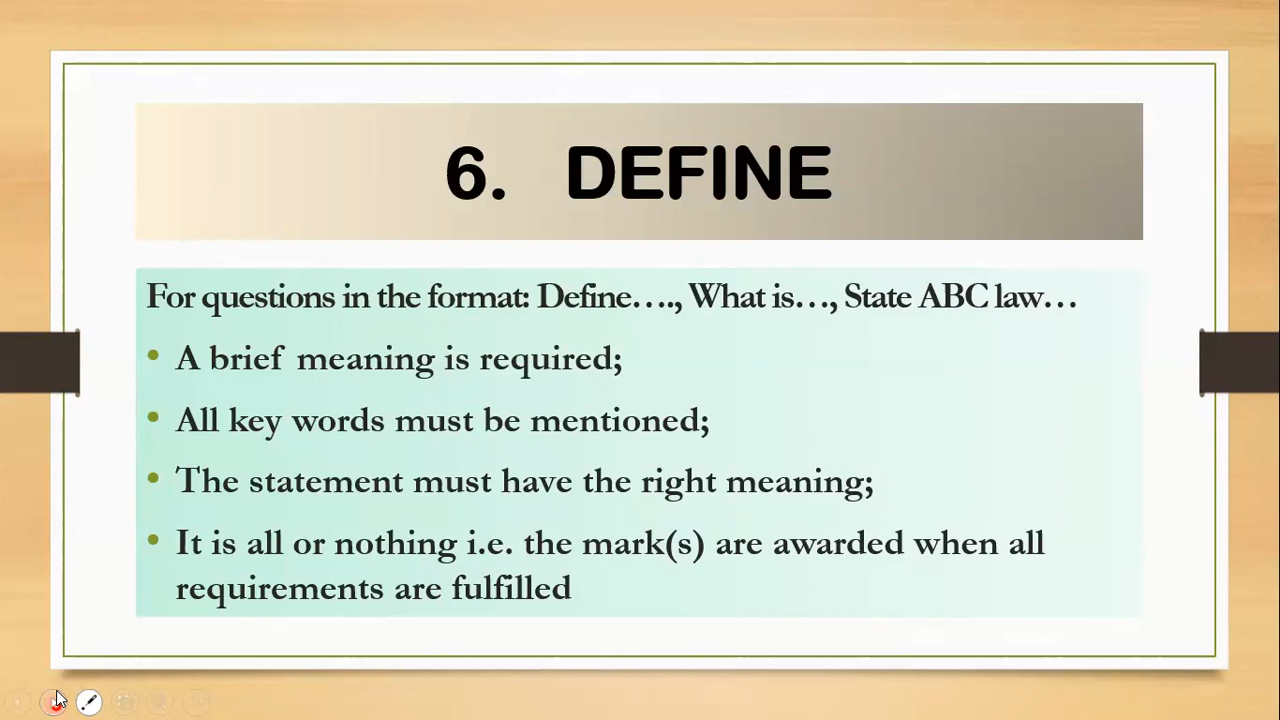 6. DEFINE
For questions in the format: Define…., What is…, State ABC law…
• A brief meaning is required;
• All key words must be mentioned;
• The statement must have the right meaning;
• It is all or nothing i.e. the mark(s) are awarded when all
requirements are fulfilled